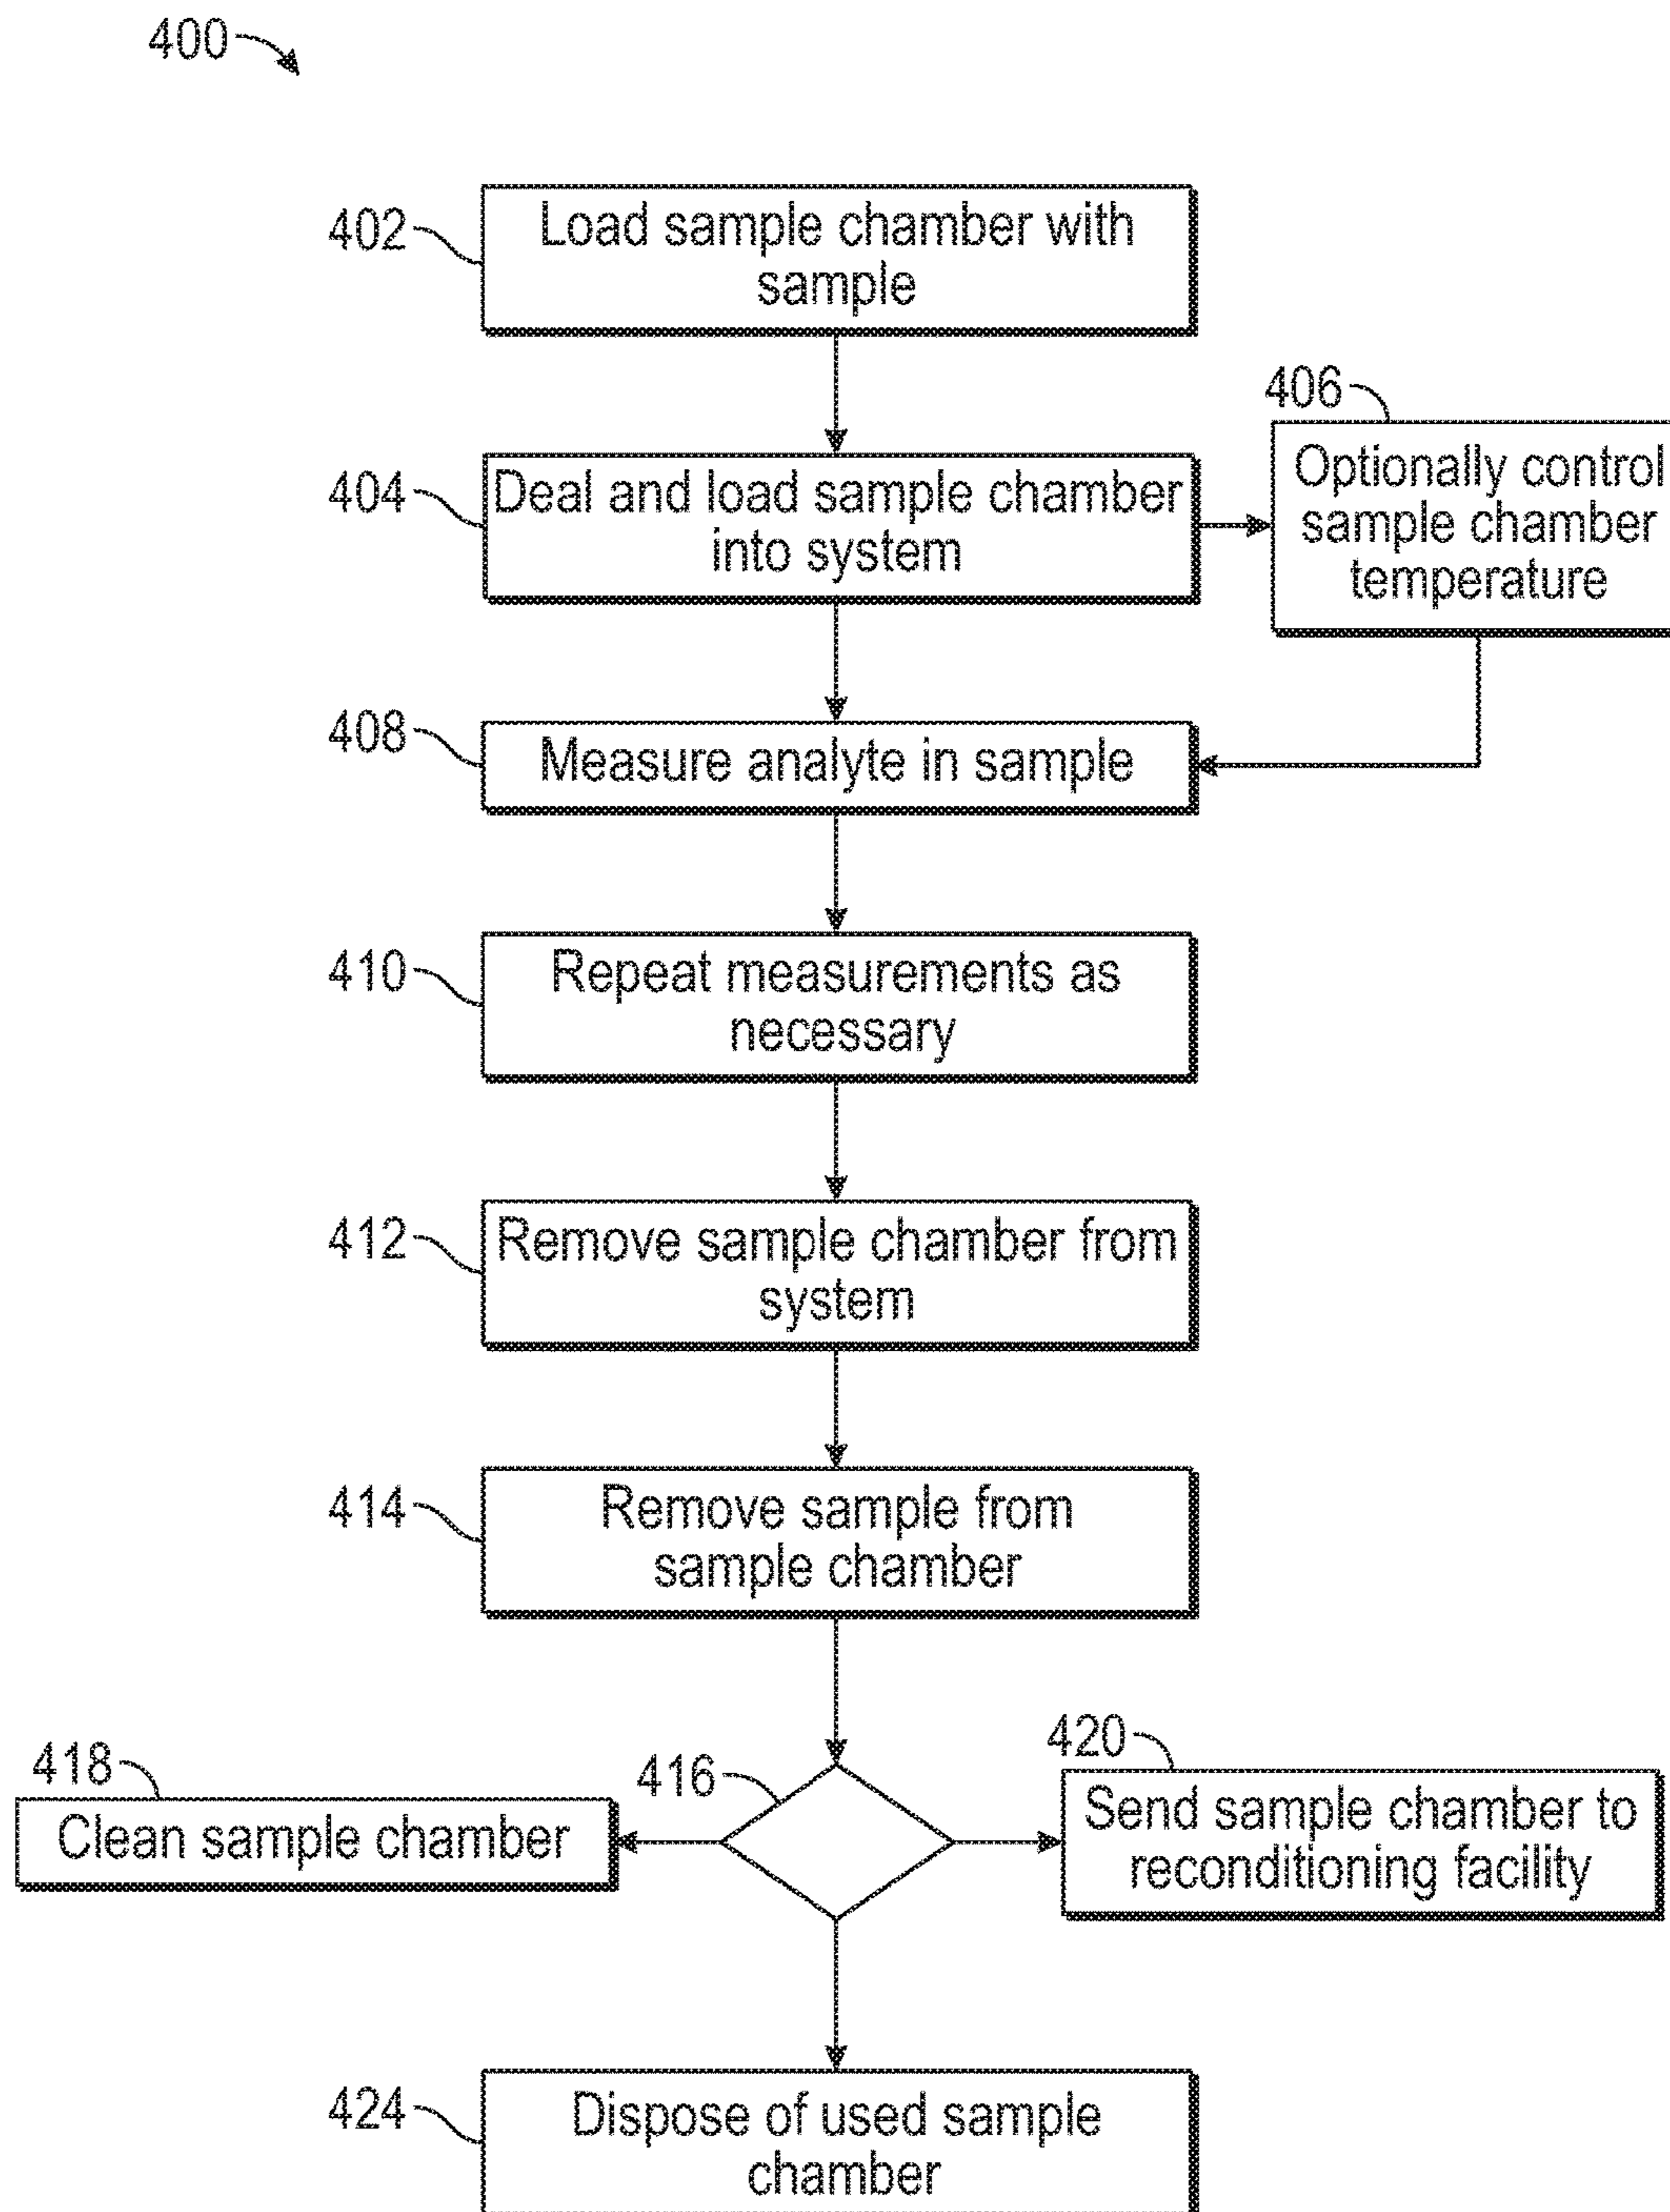 400
402
Load sample chamber with
sample
404
Deal and load sample chamber
into system
406
Optionally control
sample chamber
temperature
408
Measure analyte in sample
410
Repeat measurements as
necessary
412
Remove sample chamber from
system
414
Remove sample from
sample chamber
416
418
Clean sample chamber
420
Send sample chamber to
reconditioning facility
424
Dispose of used sample
chamber